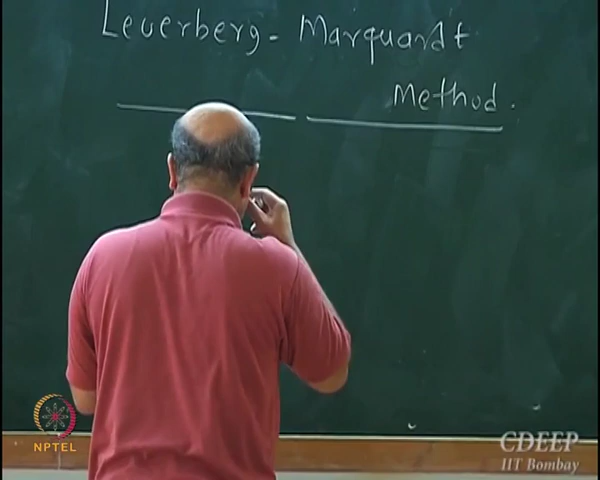 Leverberg - Marquardt
Method.
NPTEL
CDEEP
IIT Bombay